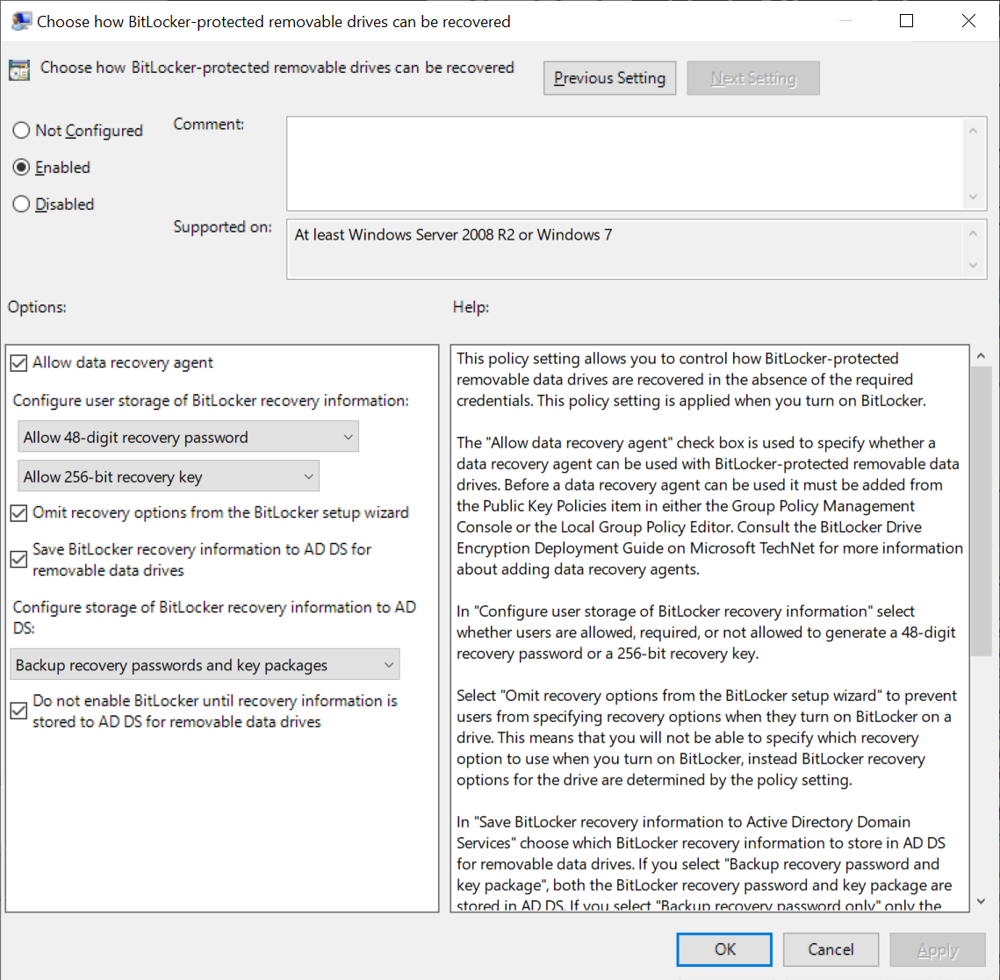 Choose how BitLocker-protected removable drives can be recovered
Choose how BitLocker-protected removable drives can be recovered
Previous Setting
Next Setting
Not Configured
Enabled
Disabled
Comment:
Supported on:
At least Windows Server 2008 R2 or Windows 7
Options:
Allow data recovery agent
Configure user storage of BitLocker recovery information:
Allow 48-digit recovery password
Allow 256-bit recovery key
Omit recovery options from the BitLocker setup wizard
Save BitLocker recovery information to AD DS for
removable data drives
Configure storage of BitLocker recovery information to AD
DS:
Backup recovery passwords and key packages
Do not enable BitLocker until recovery information is
stored to AD DS for removable data drives
Help:
This policy setting allows you to control how BitLocker-protected
removable data drives are recovered in the absence of the required
credentials. This policy setting is applied when you turn on BitLocker.
The "Allow data recovery agent" check box is used to specify whether a
data recovery agent can be used with BitLocker-protected removable data
drives. Before a data recovery agent can be used it must be added from
the Public Key Policies item in either the Group Policy Management
Console or the Local Group Policy Editor. Consult the BitLocker Drive
Encryption Deployment Guide on Microsoft TechNet for more information
about adding data recovery agents.
In "Configure user storage of BitLocker recovery information" select
whether users are allowed, required, or not allowed to generate a 48-digit
recovery password or a 256-bit recovery key.
Select "Omit recovery options from the BitLocker setup wizard" to prevent
users from specifying recovery options when they turn on BitLocker on a
drive. This means that you will not be able to specify which recovery
option to use when you turn on BitLocker, instead BitLocker recovery
options for the drive are determined by the policy setting.
In "Save BitLocker recovery information to Active Directory Domain
Services" choose which BitLocker recovery information to store in AD DS
for removable data drives. If you select "Backup recovery password and
key package", both the BitLocker recovery password and key package are
stored in AD DS. If you select "Backup recovery password only" only the
OK
Cancel
Apply